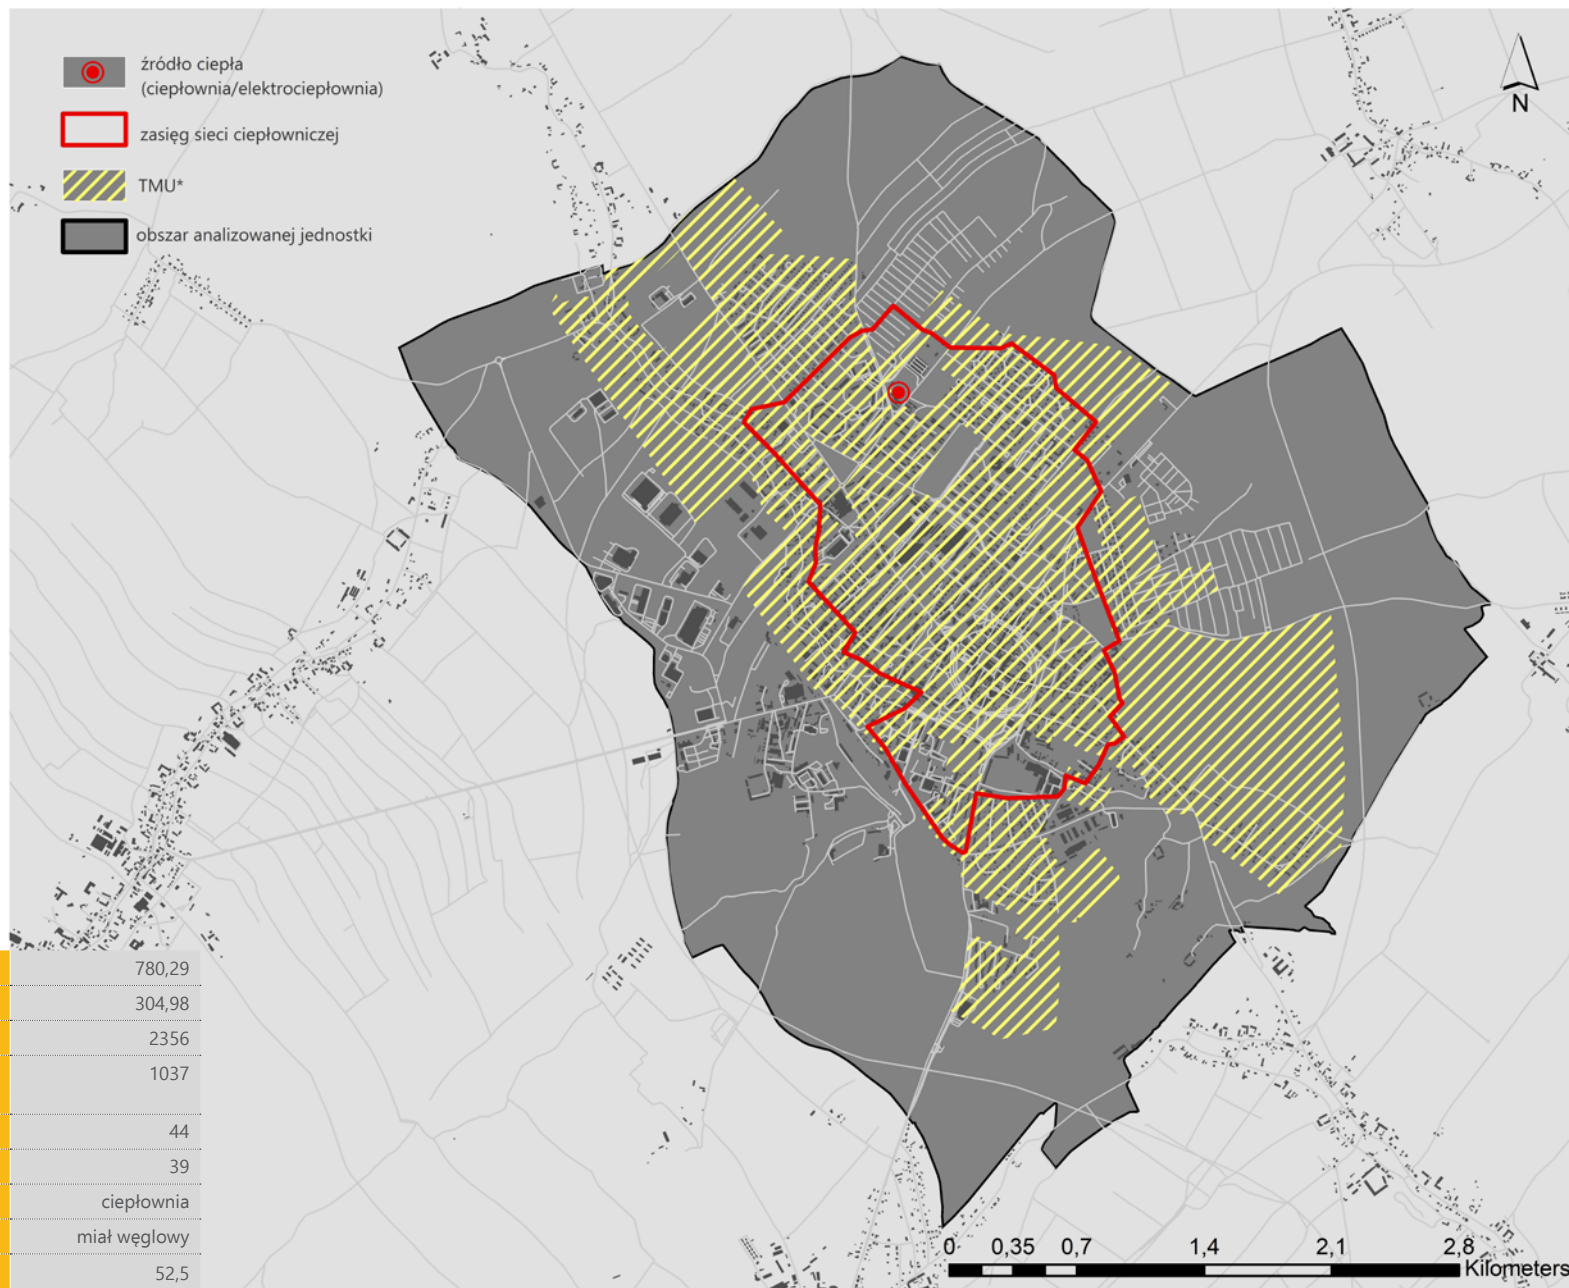 źródło ciepła
(ciepłownia/elektrociepłownia)
zasięg sieci ciepłowniczej
TMU*
obszar analizowanej jednostki
N
780,29
304,98
2356
1037
44
39
ciepłownia
miał węglowy
52,5
0 0,35 0,7 1,4 2,1 2,8
Kilometers